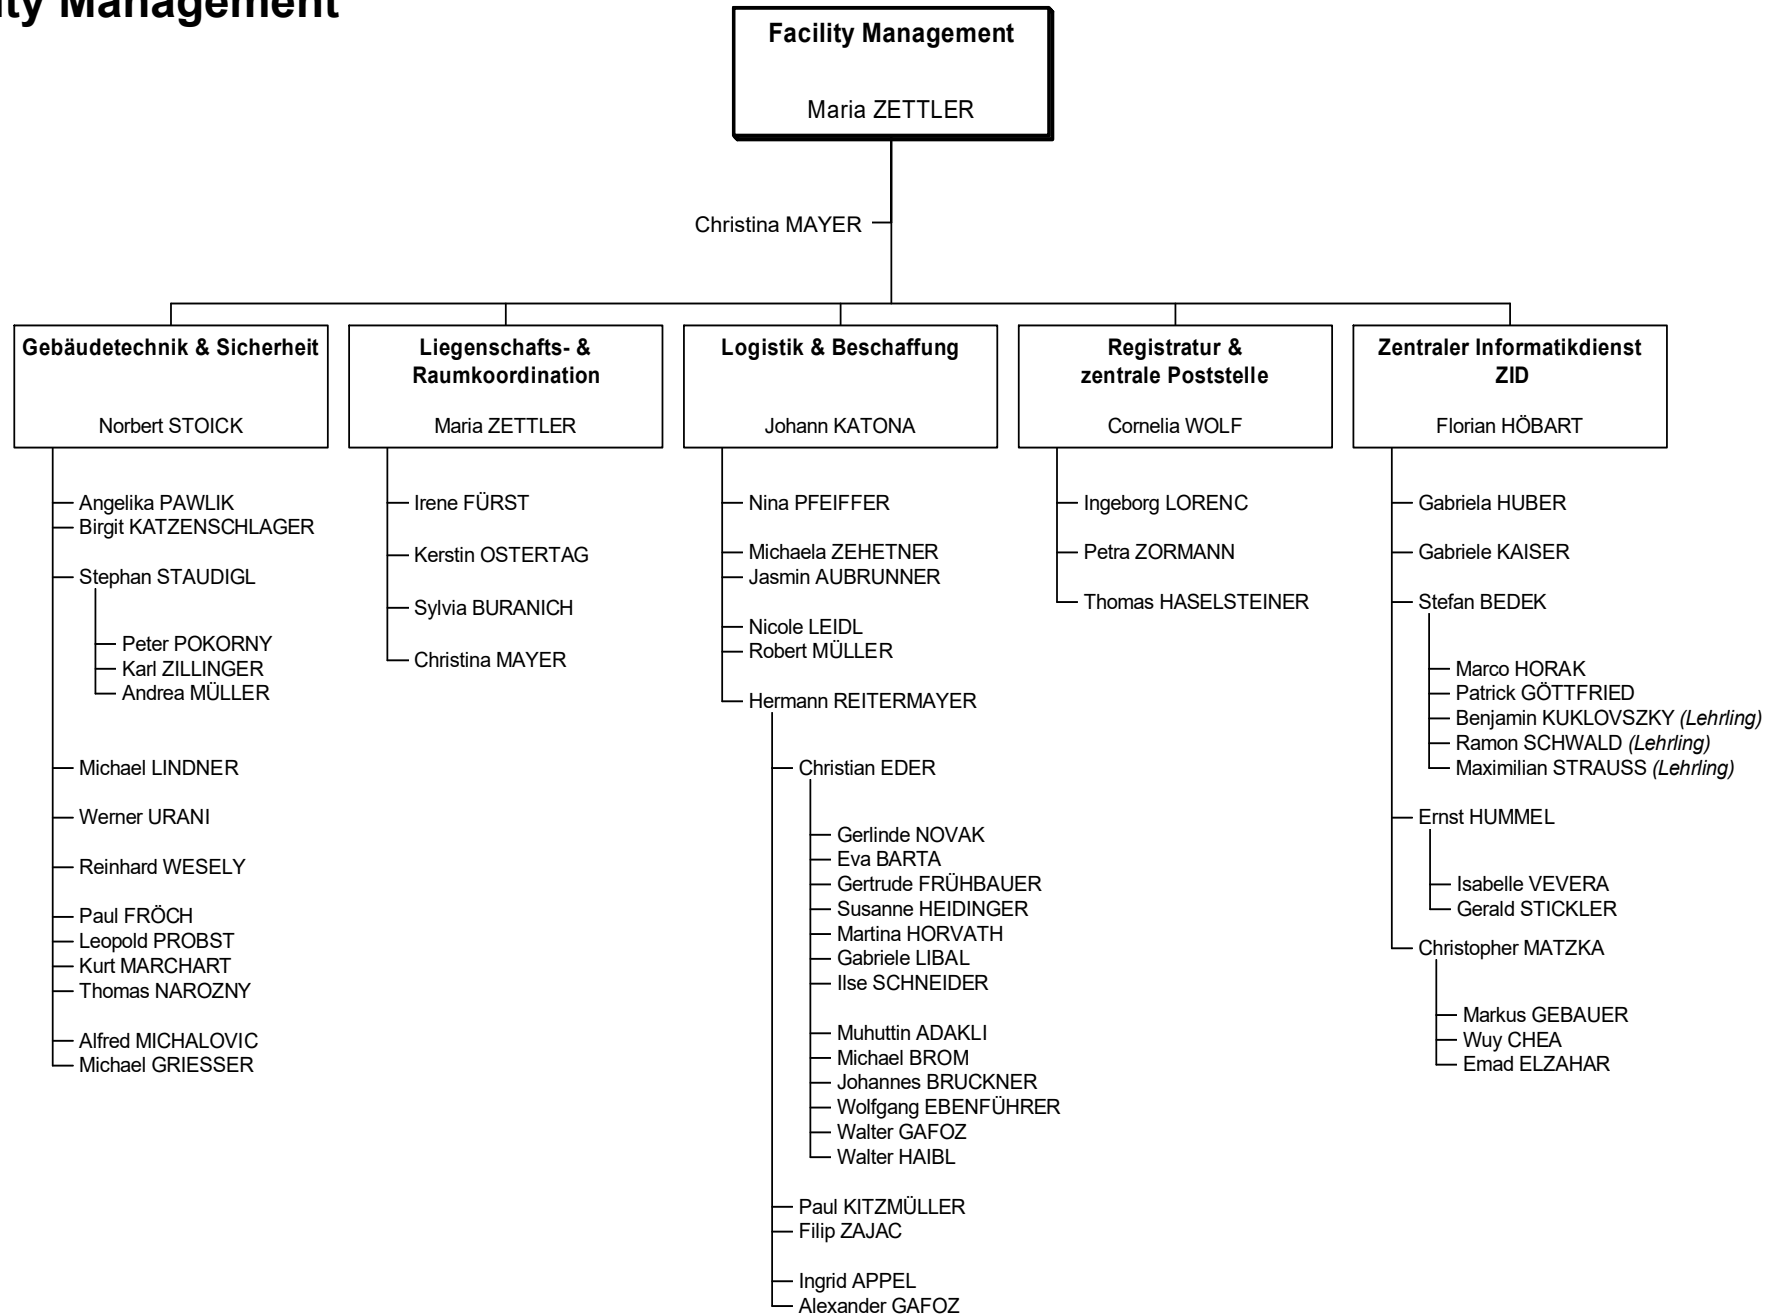 ity Management
Facility Management
Maria ZETTLER
Christina MAYER
Gebäudetechnik & Sicherheit
Norbert STOICK
Angelika PAWLIK
Birgit KATZENSCHLAGER
Stephan STAUDIGL
Peter POKORNY
Karl ZILLINGER
Andrea MÜLLER
Michael LINDNER
Werner URANI
Reinhard WESELY
Paul FRÖCH
Leopold PROBST
Kurt MARCHART
Thomas NAROZNY
Alfred MICHALOVIC
Michael GRIESSER
Liegenschafts- &
Raumkoordination
Maria ZETTLER
Irene FÜRST
Kerstin OSTERTAG
Sylvia BURANICH
Christina MAYER
Logistik & Beschaffung
Johann KATONA
Nina PFEIFFER
Michaela ZEHETNER
Jasmin AUBRUNNER
Nicole LEIDL
Robert MÜLLER
Hermann REITERMAYER
Christian EDER
Gerlinde NOVAK
Eva BARTA
Gertrude FRÜHBAUER
Susanne HEIDINGER
Martina HORVATH
Gabriele LIBAL
Ilse SCHNEIDER
Muhuttin ADAKLI
Michael BROM
Johannes BRUCKNER
Wolfgang EBENFÜHRER
Walter GAFOZ
Walter HAIBL
Paul KITZMÜLLER
Filip ZAJAC
Ingrid APPEL
Alexander GAFOZ
Registratur &
zentrale Poststelle
Cornelia WOLF
Ingeborg LORENC
Petra ZORMANN
Thomas HASELSTEINER
Zentraler Informatikdienst
ZID
Florian HÖBART
Gabriela HUBER
Gabriele KAISER
Stefan BEDEK
Marco HORAK
Patrick GÖTTFRIED
Benjamin KUKLOVSZKY (Lehrling)
Ramon SCHWALD (Lehrling)
Maximilian STRAUSS (Lehrling)
Ernst HUMMEL
Isabelle VEVERA
Gerald STICKLER
Christopher MATZKA
Markus GEBAUER
Wuy CHEA
Emad ELZAHAR